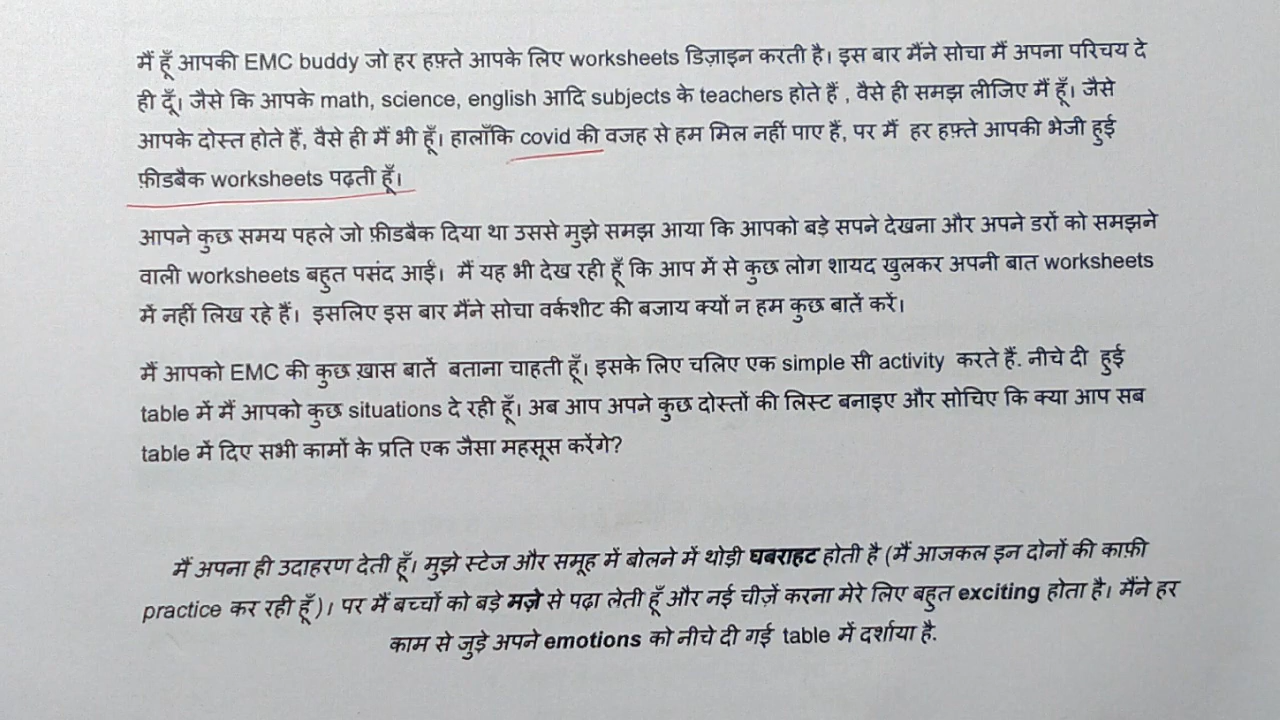 मैं हूँ आपकी EMC buddy जो हर हफ़्ते आपके लिए worksheets डिज़ाइन करती है। इस बार मैंने सोचा मैं अपना परिचय दे
ही दूँ। जैसे कि आपके math, science, english आदि subjects के teachers होते हैं , वैसे ही समझ लीजिए मैं हूँ। जैसे
आपके दोस्त होते हैं, वैसे ही मैं भी हूँ। हालाँकि covid की वजह से हम मिल नहीं पाए हैं, पर मैं हर हफ़्ते आपकी भेजी हुई
फ़ीडबैक worksheets पढ़ती हूँ।
आपने कुछ समय पहले जो फ़ीडबैक दिया था उससे मुझे समझ आया कि आपको बड़े सपने देखना और अपने डरों को समझने
वाली worksheets बहुत पसंद आईं। मैं यह भी देख रही हूँ कि आप में से कुछ लोग शायद खुलकर अपनी बात worksheets
में नहीं लिख रहे हैं। इसलिए इस बार मैंने सोचा वर्कशीट की बजाय क्यों न हम कुछ बातें करें।
मैं आपको EMC की कुछ ख़ास बातें बताना चाहती हूँ। इसके लिए चलिए एक simple सी activity करते हैं. नीचे दी हुई
table में मैं आपको कुछ situations दे रही हूँ। अब आप अपने कुछ दोस्तों की लिस्ट बनाइए और सोचिए कि क्या आप सब
table में दिए सभी कामों के प्रति एक जैसा महसूस करेंगे?
मैं अपना ही उदाहरण देती हूँ। मुझे स्टेज और समूह में बोलने में थोड़ी घबराहट होती है (मैं आजकल इन दोनों की काफ़ी
practice कर रही हूँ)। पर मैं बच्चों को बड़े मज़े से पढ़ा लेती हूँ और नई चीज़ें करना मेरे लिए बहुत exciting होता है। मैंने हर
काम से जुड़े अपने emotions को नीचे दी गई table में दर्शाया है.